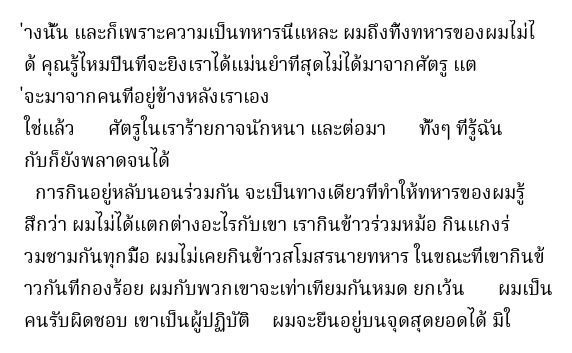 ่างนั้น และก็เพราะความเป็นทหารนี่แหละ ผมถึงทิ้งทหารของผมไม่ไ
ด้ คุณรู้ไหมปืนที่จะยิงเราได้แม่นยำที่สุดไม่ได้มาจากศัตรู แต
่จะมาจากคนที่อยู่ข้างหลังเราเอง
ใช่แล้ว ศัตรูในเราร้ายกาจนักหนา และต่อมา ทั้งๆ ที่รู้ฉัน
กับก็ยังพลาดจนได้
การกินอยู่หลับนอนร่วมกัน จะเป็นทางเดียวที่ทำให้ทหารของผมรู้
สึกว่า ผมไม่ได้แตกต่างอะไรกับเขา เรากินข้าวร่วมหม้อ กินแกงร่
วมชามกันทุกมื้อ ผมไม่เคยกินข้าวสโมสรนายทหาร ในขณะที่เขากินข้
าวกันที่กองร้อย ผมกับพวกเขาจะเท่าเทียมกันหมด ยกเว้น ผมเป็น
คนรับผิดชอบ เขาเป็นผู้ปฏิบัติ ผมจะยืนอยู่บนจุดสุดยอดได้ มิใ